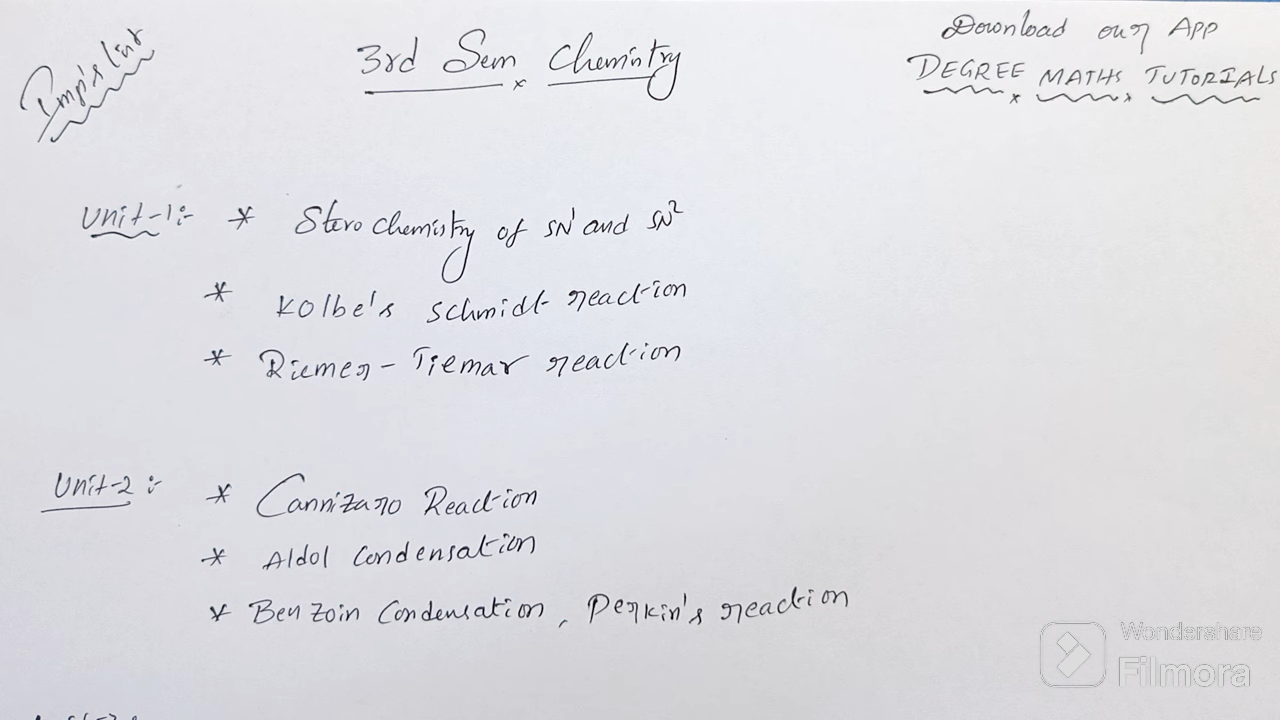 Imp's list
3rd Sem Chemistry
Download our App
DEGREE MATHS TUTORIALS
Unit-1:- * Stero chemistry of SN1 and SN2
* Kolbe's schmidt reaction
* Riemer - Tiemar reaction
Unit-2 :- * Cannizaro Reaction
* Aldol Condensation
* Benzoin Condensation, Perkin's reaction
Wondershare
Filmora